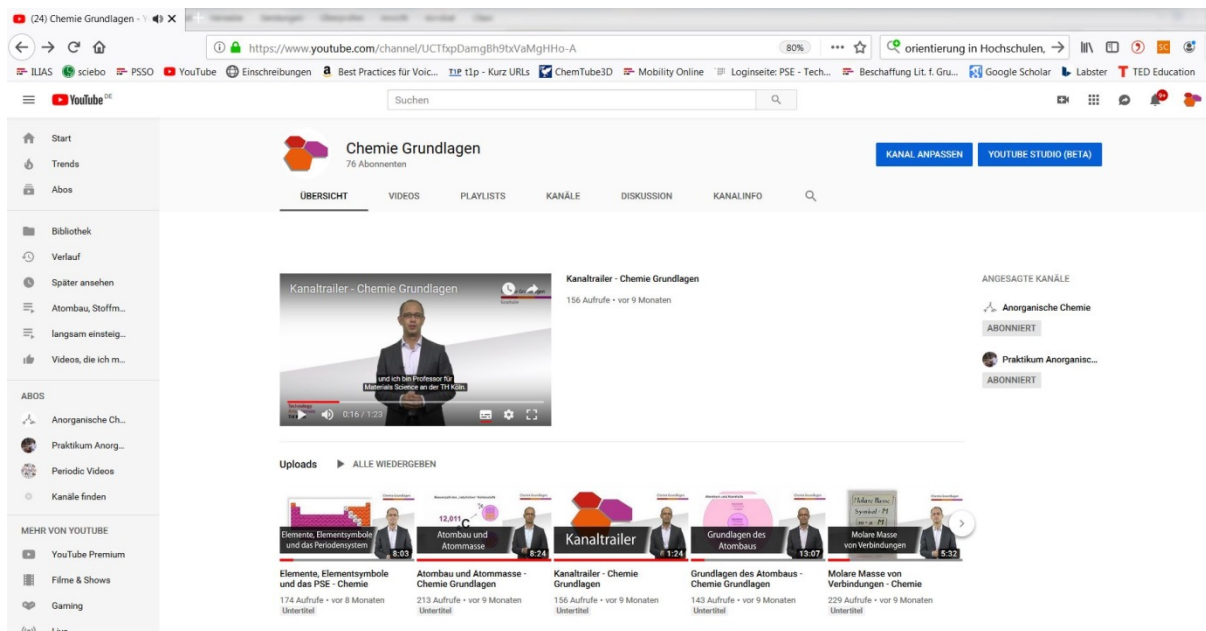 (24) Chemie Grundlagen - Y
https://www.youtube.com/channel/UCTfxpDamgBh9txVaMgHHo-A
80%
orientierung in Hochschulen,
ILIAS sciebo PSSO YouTube Einschreibungen Best Practices für Voic... t1p - Kurz URLs ChemTube3D Mobility Online Loginseite: PSE - Tech... Beschaffung Lit. f. Gru... Google Scholar Labster TED Education
YouTube DE
Suchen
9+
Start
Trends
Abos
Bibliothek
Verlauf
Später ansehen
Atombau, Stoffm...
langsam einsteig...
Videos, die ich m...
ABOS
Anorganische Ch...
Praktikum Anorg...
Periodic Videos
Kanäle finden
MEHR VON YOUTUBE
YouTube Premium
Filme & Shows
Gaming
Live
Chemie Grundlagen
76 Abonnenten
KANAL ANPASSEN YOUTUBE STUDIO (BETA)
ÜBERSICHT VIDEOS PLAYLISTS KANÄLE DISKUSSION KANALINFO
Kanaltrailer - Chemie Grundlagen
und ich bin Professor für
Materials Science an der TH Köln.
0:16 / 1:23
Kanaltrailer - Chemie Grundlagen
156 Aufrufe • vor 9 Monaten
ANGESAGTE KANÄLE
Anorganische Chemie
ABONNIERT
Praktikum Anorganisc...
ABONNIERT
Uploads ALLE WIEDERGEBEN
Elemente, Elementsymbole
und das Periodensystem
8:03
12,011 C
Atombau und
Atommasse
8:24
Kanaltrailer
1:24
Grundlagen des
Atombaus
13:07
Molare Masse
Symbol: M
Molare Masse
von Verbindungen
5:32
Elemente, Elementsymbole
und das PSE - Chemie
174 Aufrufe • vor 8 Monaten
Untertitel
Atombau und Atommasse -
Chemie Grundlagen
213 Aufrufe • vor 9 Monaten
Untertitel
Kanaltrailer - Chemie
Grundlagen
156 Aufrufe • vor 9 Monaten
Untertitel
Grundlagen des Atombaus -
Chemie Grundlagen
143 Aufrufe • vor 9 Monaten
Untertitel
Molare Masse von
Verbindungen - Chemie
229 Aufrufe • vor 9 Monaten
Untertitel